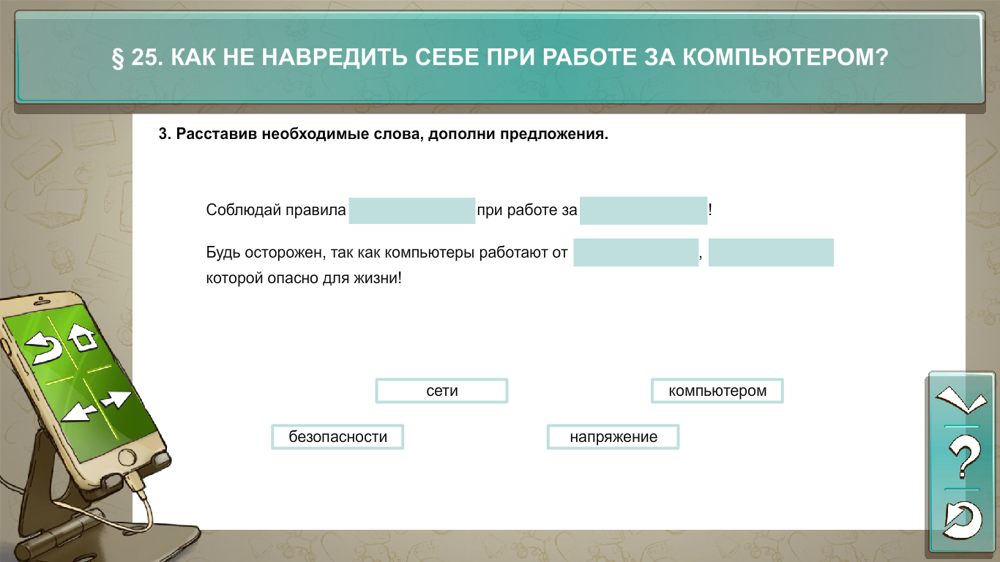 § 25. КАК НЕ НАВРЕДИТЬ СЕБЕ ПРИ РАБОТЕ ЗА КОМПЬЮТЕРОМ?
3. Расставив необходимые слова, дополни предложения.
Соблюдай правила при работе за !
Будь осторожен, так как компьютеры работают от ,
которой опасно для жизни!
сети компьютером
безопасности напряжение
?